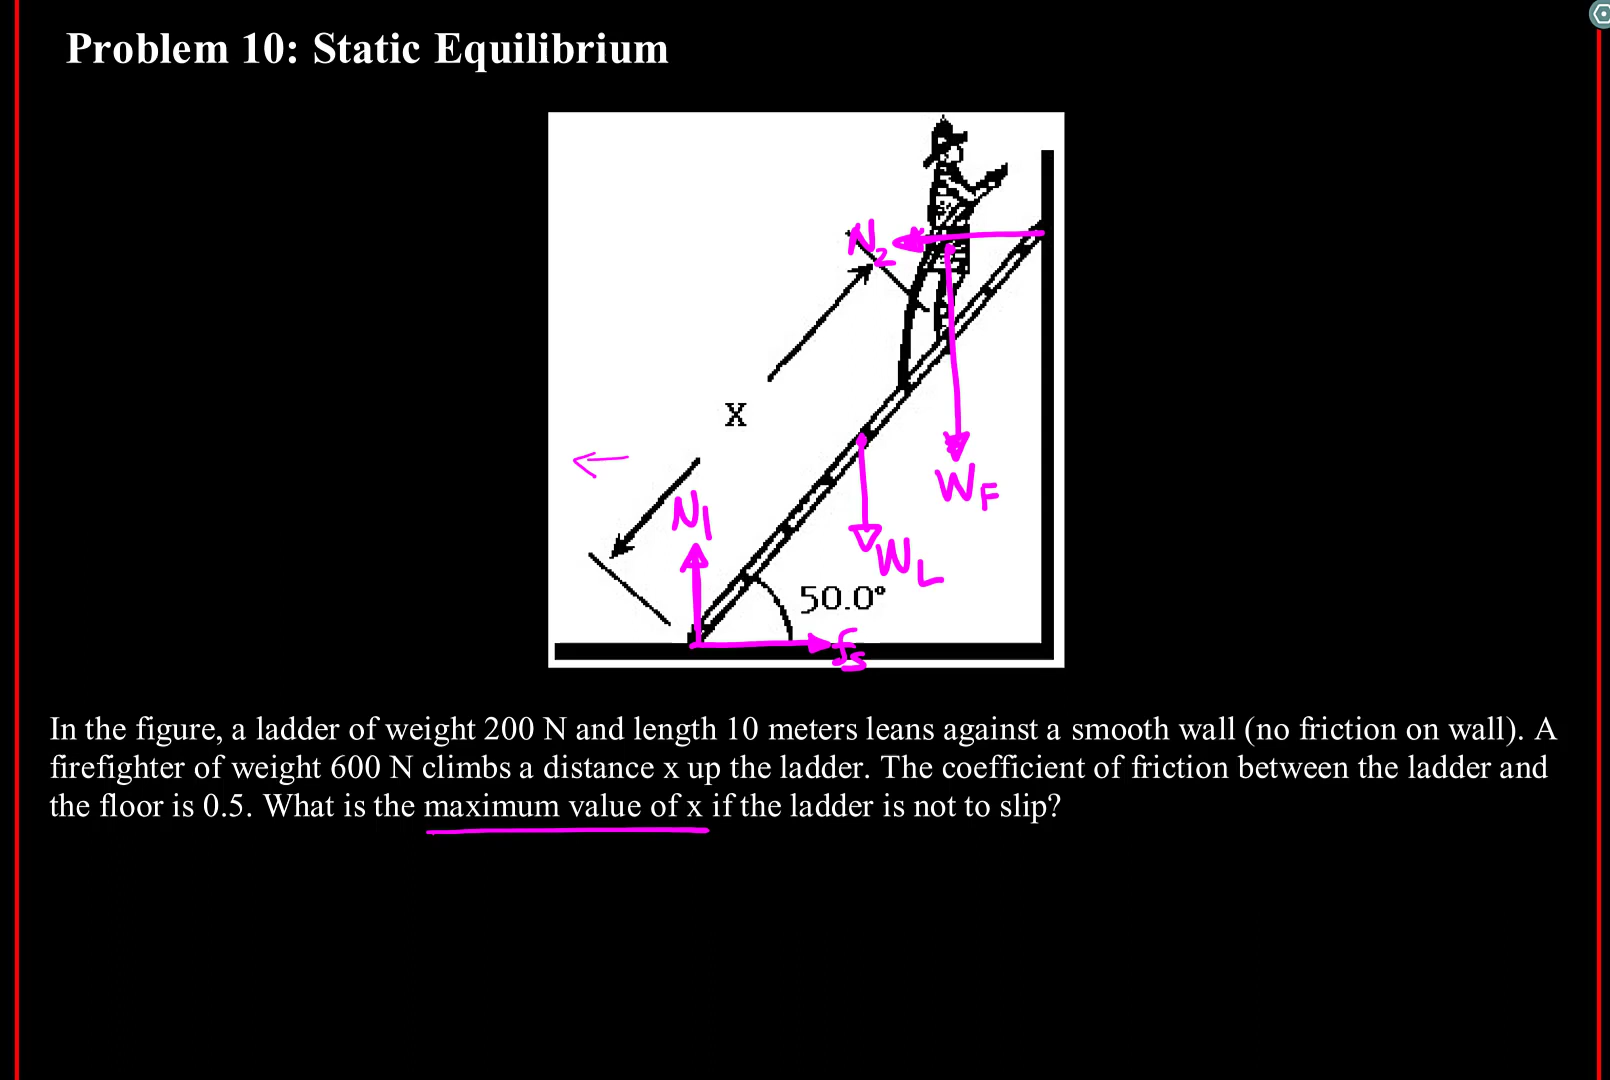 Problem 10: Static Equilibrium
N₂
X
W_F
N₁
W_L
50.0°
f_s
In the figure, a ladder of weight 200 N and length 10 meters leans against a smooth wall (no friction on wall). A
firefighter of weight 600 N climbs a distance x up the ladder. The coefficient of friction between the ladder and
the floor is 0.5. What is the maximum value of x if the ladder is not to slip?